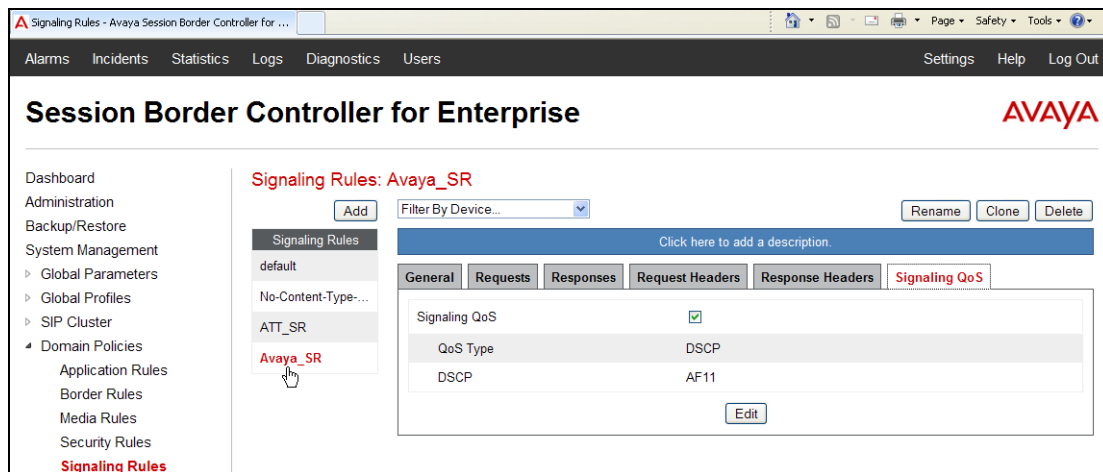 Signaling Rules - Avaya Session Border Controller for ...
Page Safety Tools
Alarms Incidents Statistics Logs Diagnostics Users Settings Help Log Out
Session Border Controller for Enterprise
AVAYA
Dashboard
Administration
Backup/Restore
System Management
Global Parameters
Global Profiles
SIP Cluster
Domain Policies
Application Rules
Border Rules
Media Rules
Security Rules
Signaling Rules
Signaling Rules: Avaya_SR
Add
Filter By Device...
Rename Clone Delete
Signaling Rules
default
No-Content-Type-...
ATT_SR
Avaya_SR
Click here to add a description.
General Requests Responses Request Headers Response Headers Signaling QoS
Signaling QoS
QoS Type DSCP
DSCP AF11
Edit